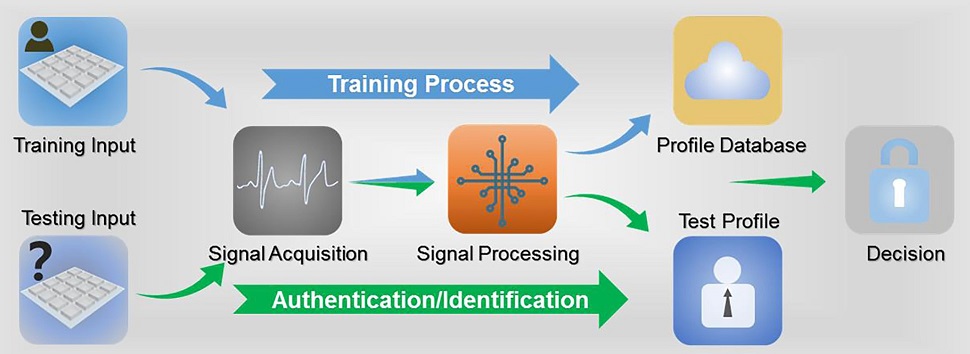 Training Process
Training Input
Profile Database
Testing Input
Signal Acquisition
Signal Processing
Test Profile
Decision
Authentication/Identification
?